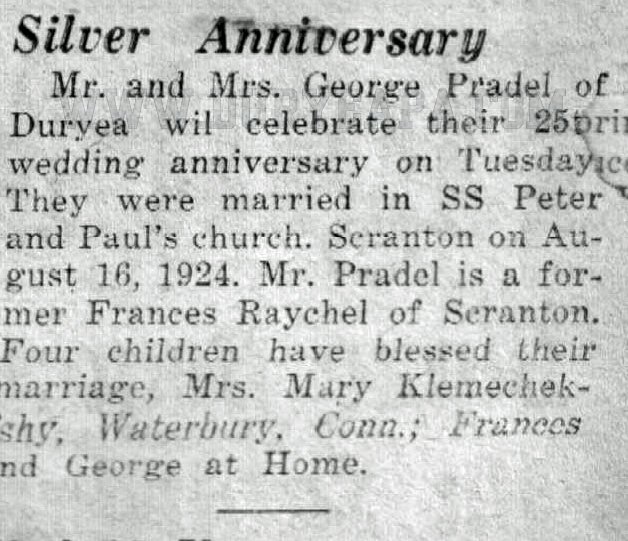 Silver Anniversary
Mr. and Mrs. George Pradel of
Duryea wil celebrate their 25
wedding anniversary on Tuesday
They were married in SS Peter
and Paul's church. Scranton on Au-
gust 16, 1924. Mr. Pradel is a for-
mer Frances Raychel of Scranton.
Four children have blessed their
marriage, Mrs. Mary Klemechek-
shy, Waterbury, Conn.; Frances
nd George at Home.